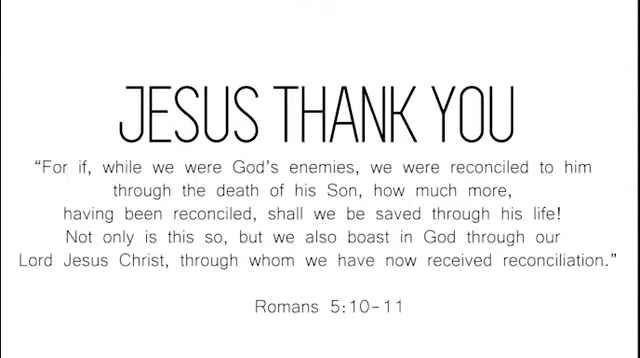 JESUS THANK YOU
“For if, while we were God’s enemies, we were reconciled to him
through the death of his Son, how much more,
having been reconciled, shall we be saved through his life!
Not only is this so, but we also boast in God through our
Lord Jesus Christ, through whom we have now received reconciliation.”
Romans 5:10-11